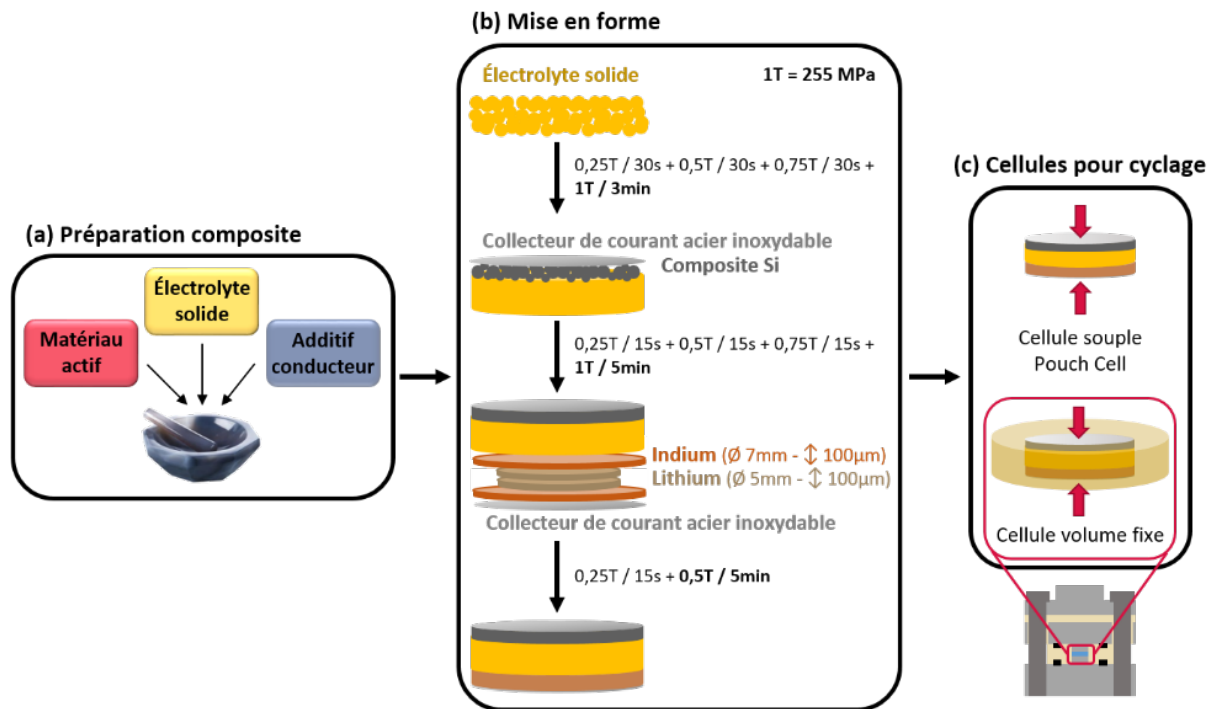 (a) Préparation composite
Matériau
actif
Électrolyte
solide
Additif
conducteur
(b) Mise en forme
Électrolyte solide
1T = 255 MPa
0,25T / 30s + 0,5T / 30s + 0,75T / 30s +
1T / 3min
Collecteur de courant acier inoxydable
Composite Si
0,25T / 15s + 0,5T / 15s + 0,75T / 15s +
1T / 5min
Indium (Ø 7mm - ↕ 100µm)
Lithium (Ø 5mm - ↕ 100µm)
Collecteur de courant acier inoxydable
0,25T / 15s + 0,5T / 5min
(c) Cellules pour cyclage
Cellule souple
Pouch Cell
Cellule volume fixe